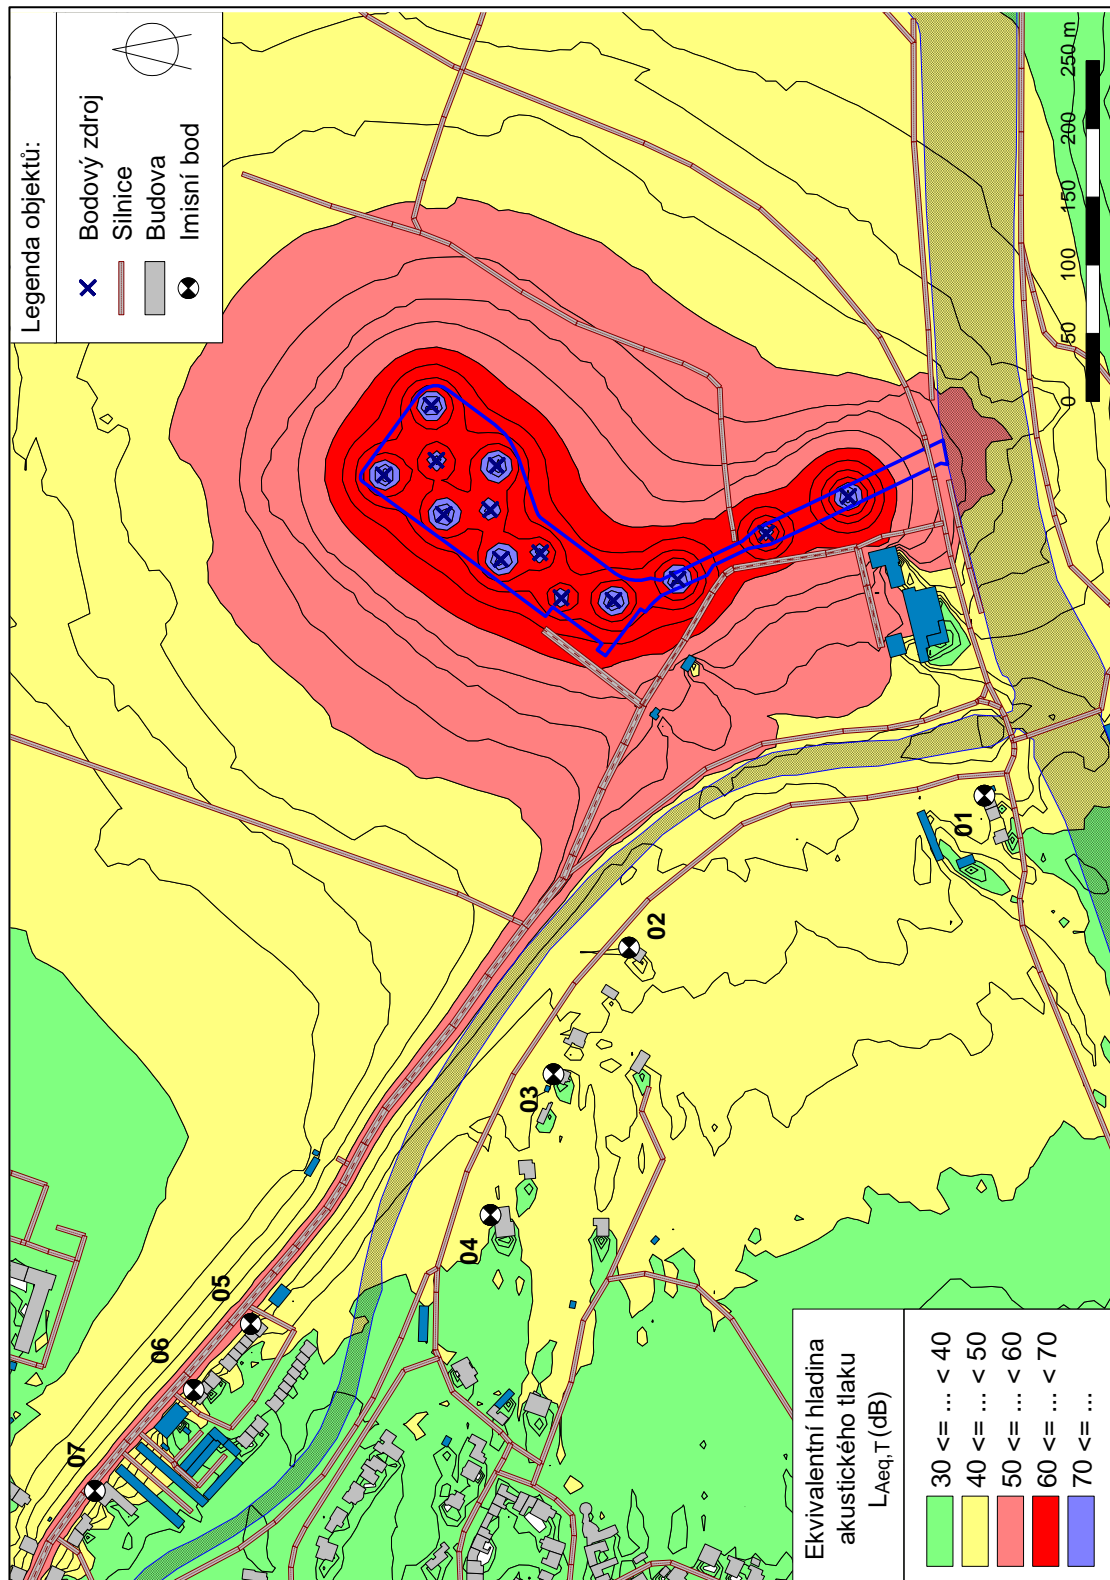 Legenda objektů:
Bodový zdroj
Silnice
Budova
Imisní bod
0 50 100 150 200 250 m
01
02
03
04
05
06
07
Ekvivalentní hladina
akustického tlaku
LAeq,T (dB)
30 <= ... < 40
40 <= ... < 50
50 <= ... < 60
60 <= ... < 70
70 <= ...